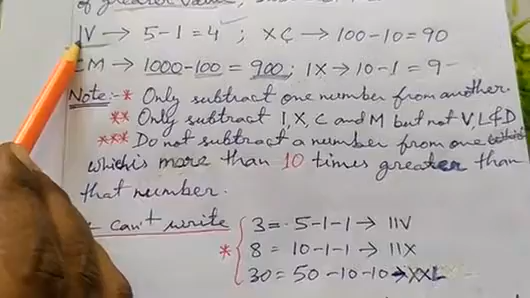 of greater value,
IV → 5-1=4 ; XC → 100-10=90
CM → 1000-100=900; IX→10-1=9
Note:-* Only subtract one number from another.
** Only subtract I, X, C and M but not V, L & D
*** Do not subtract a number from one
which is more than 10 times greater than
that number.
can't write
3=5-1-1→ IIV
* 8 = 10-1-1→ IIX
30=50-10-10→XXL